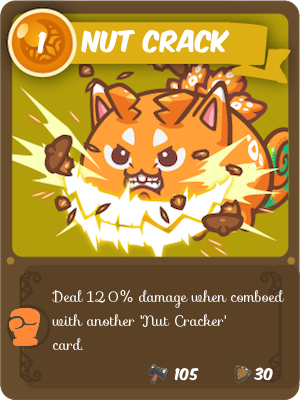 1 NUT CRACK
Deal 120% damage when comboed
with another 'Nut Cracker'
card.
105 30